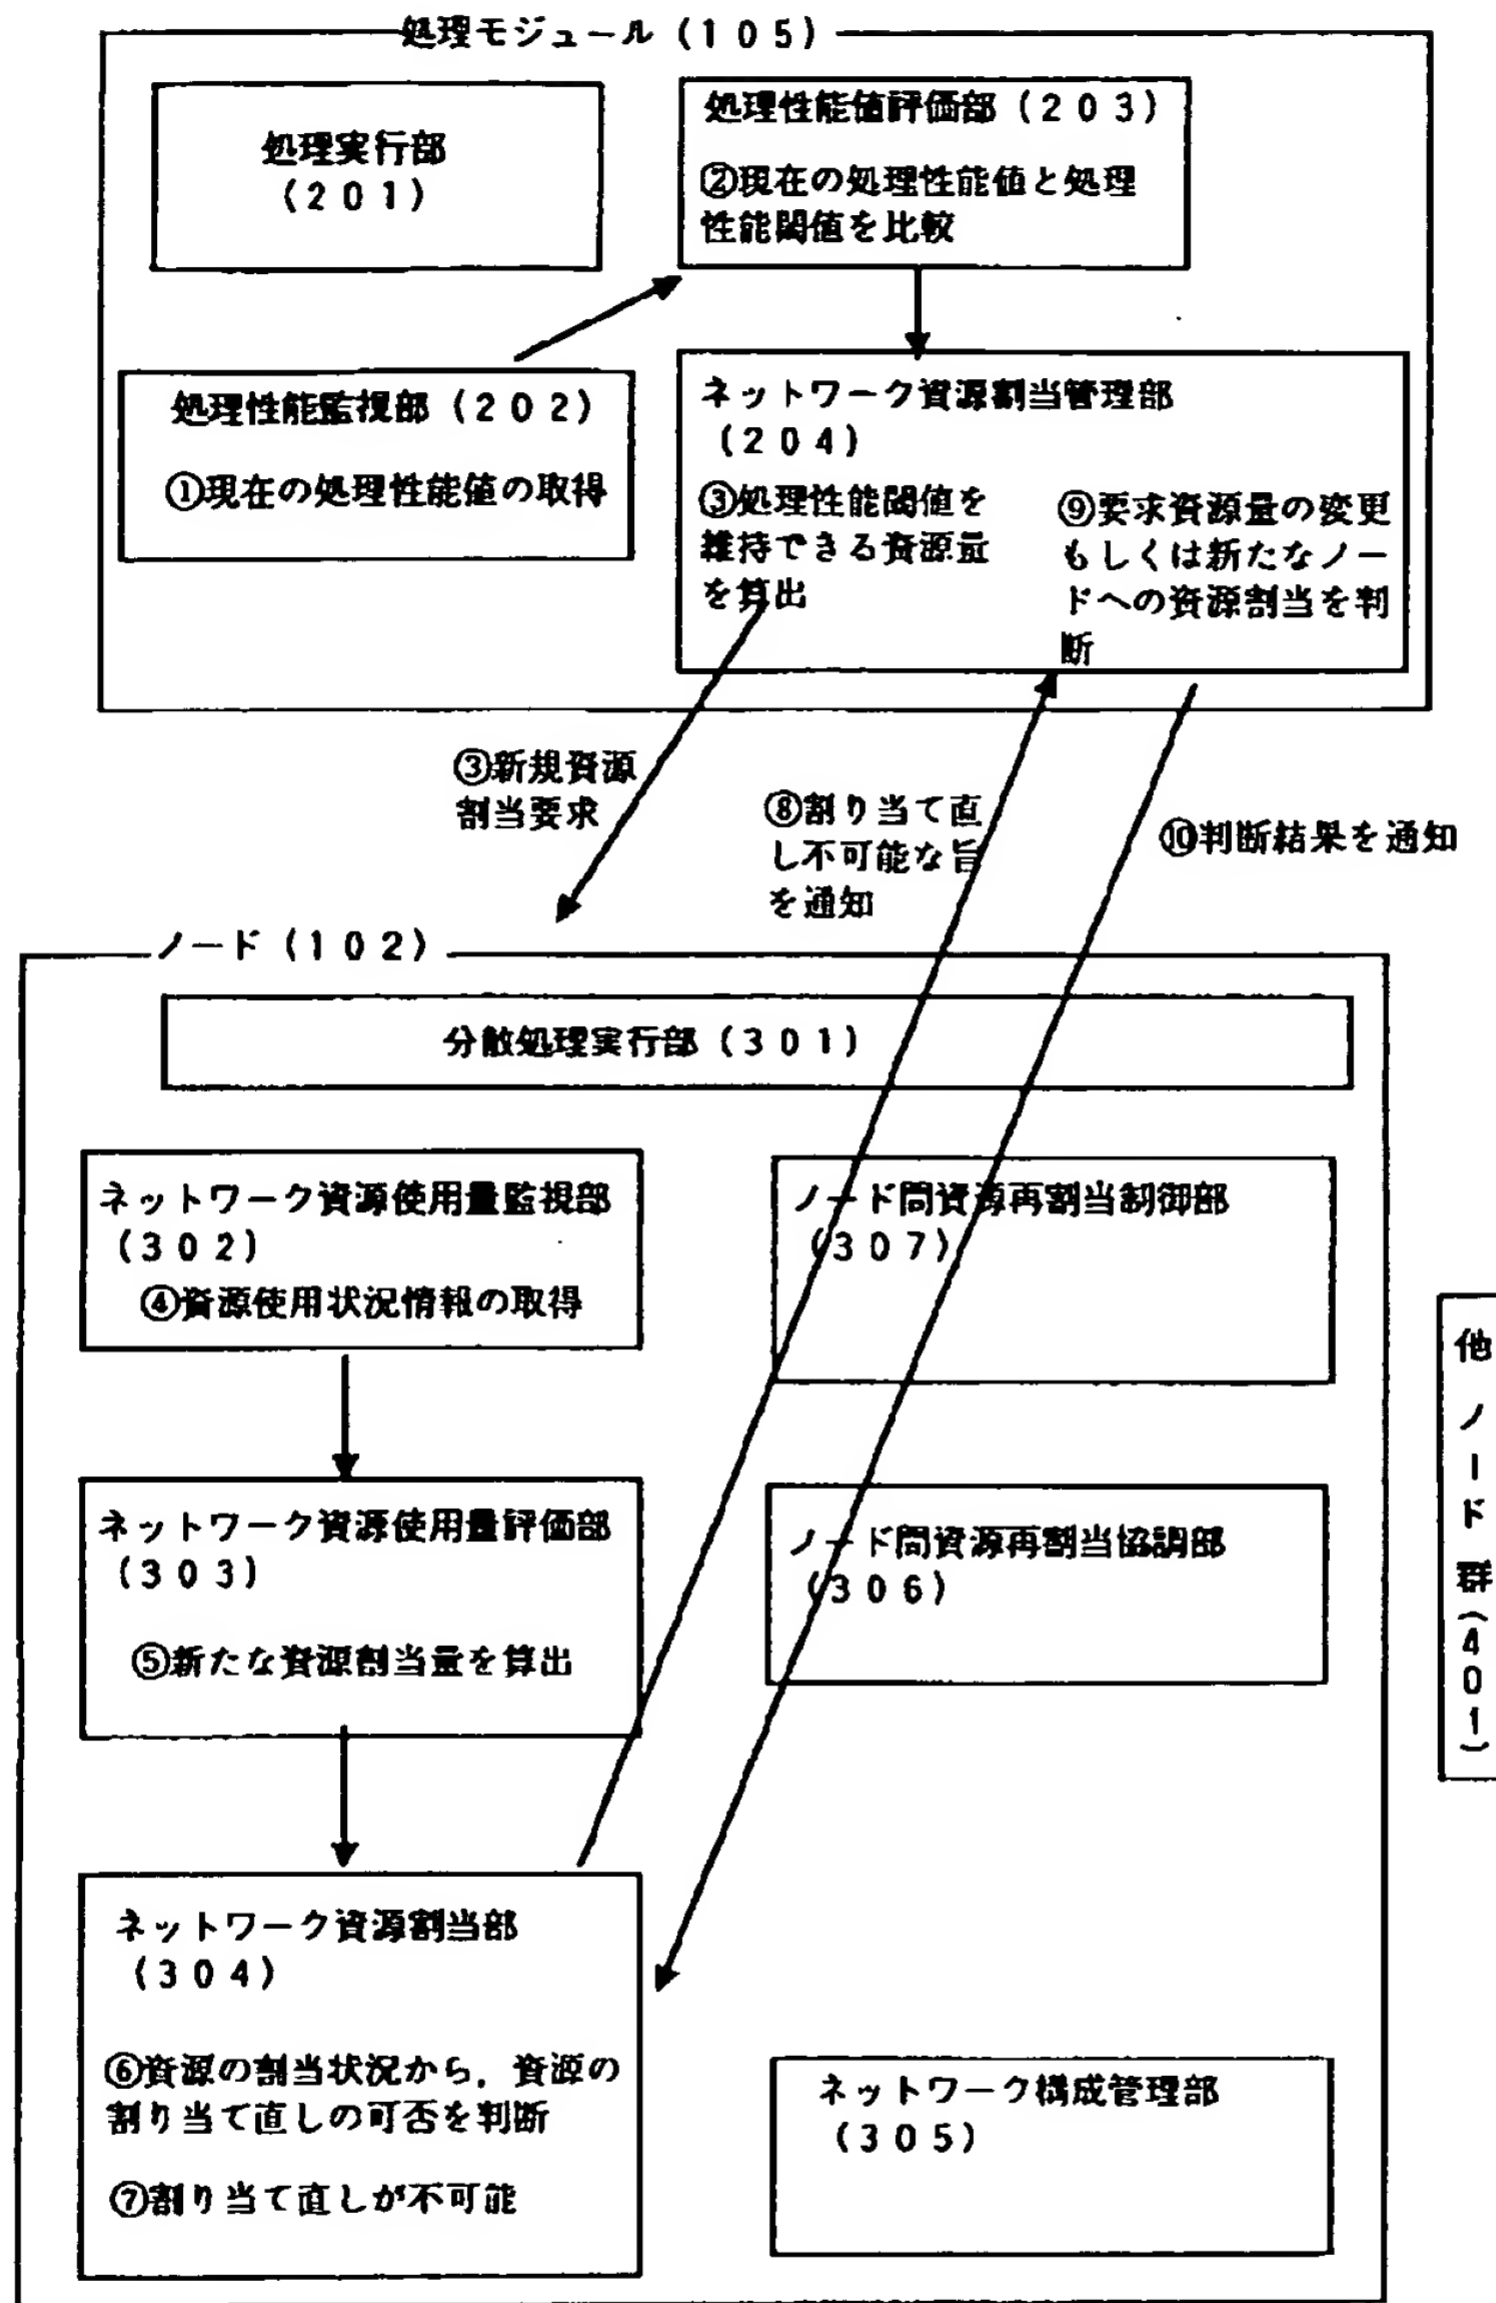 処理モジュール(105)
処理実行部
(201)
処理性能値評価部(203)
②現在の処理性能値と処理
性能閾値を比較
処理性能監視部(202)
①現在の処理性能値の取得
ネットワーク資源割当管理部
(204)
③処理性能閾値を
維持できる資源量
を算出
⑨要求資源量の変更
もしくは新たなノー
ドへの資源割当を判
断
③新規資源
割当要求
⑧割り当て直
し不可能な旨
を通知
⑩判断結果を通知
ノード(102)
分散処理実行部(301)
ネットワーク資源使用量監視部
(302)
④資源使用状況情報の取得
ノード間資源再割当制御部
(307)
ネットワーク資源使用量評価部
(303)
⑤新たな資源割当量を算出
ノード間資源再割当協調部
(306)
他ノード群(401)
ネットワーク資源割当部
(304)
⑥資源の割当状況から,資源の
割り当て直しの可否を判断
⑦割り当て直しが不可能
ネットワーク構成管理部
(305)